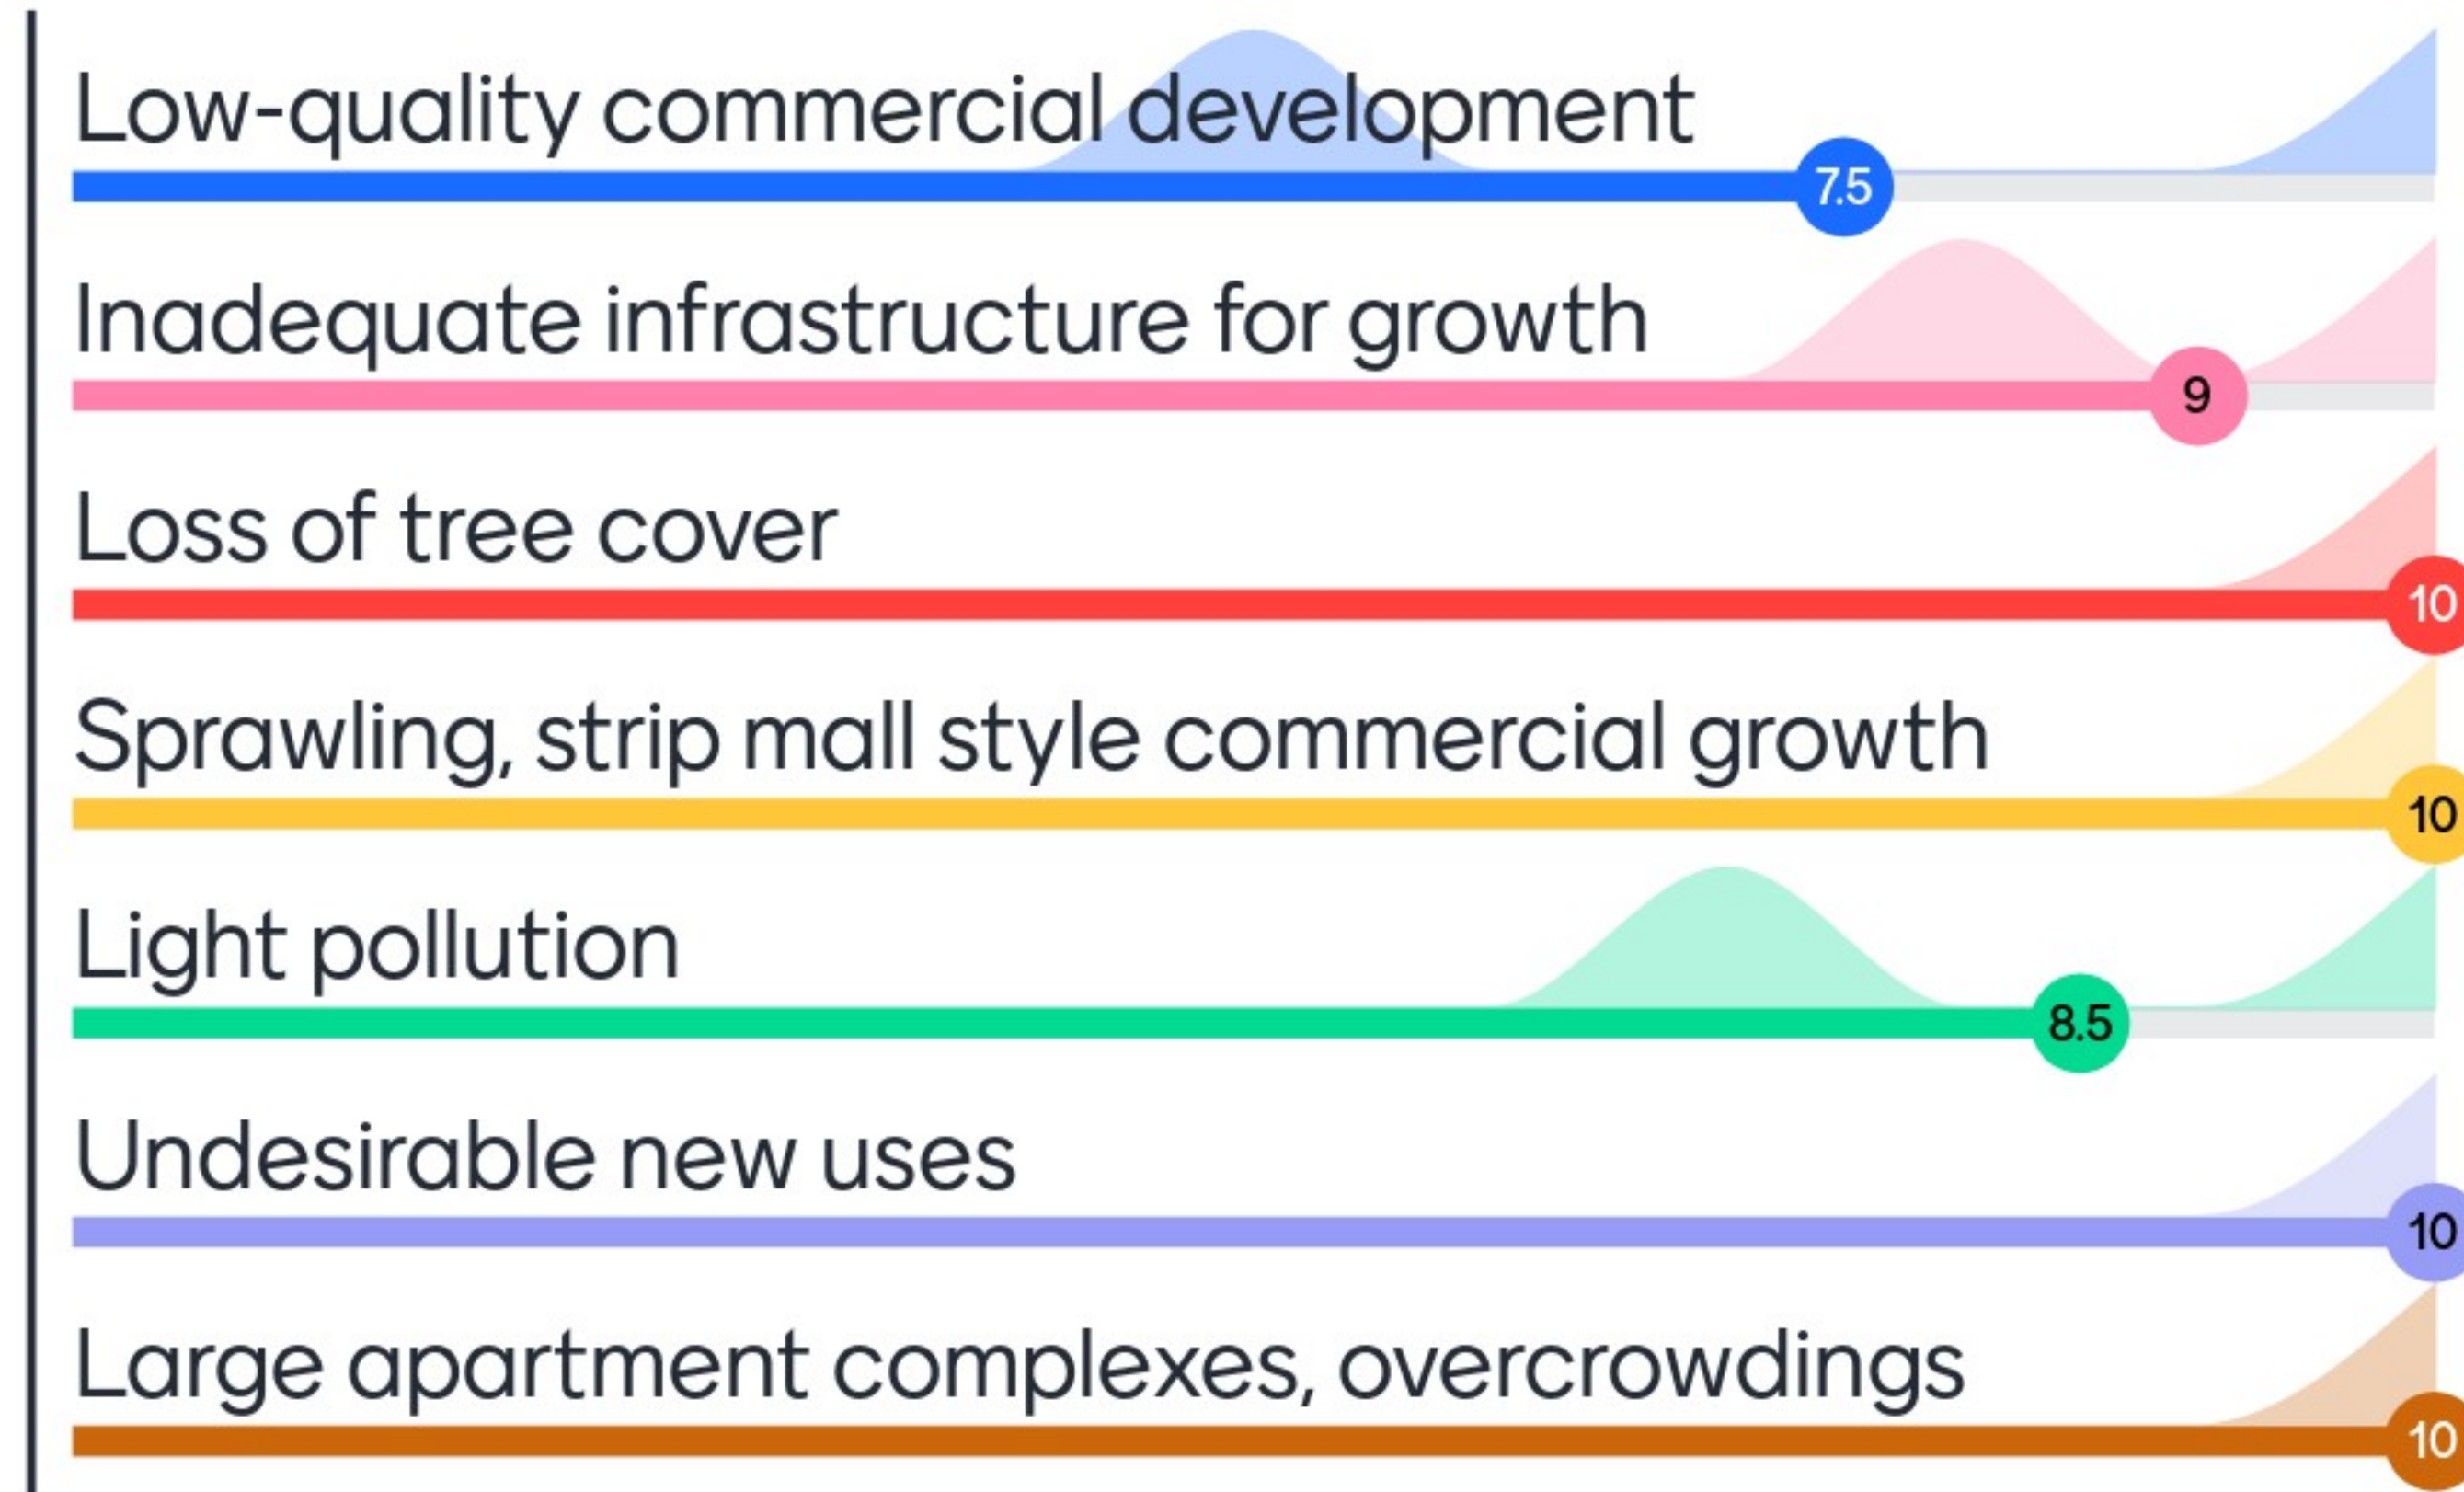 Low-quality commercial development
7.5
Inadequate infrastructure for growth
9
Loss of tree cover
10
Sprawling, strip mall style commercial growth
10
Light pollution
8.5
Undesirable new uses
10
Large apartment complexes, overcrowdings
10